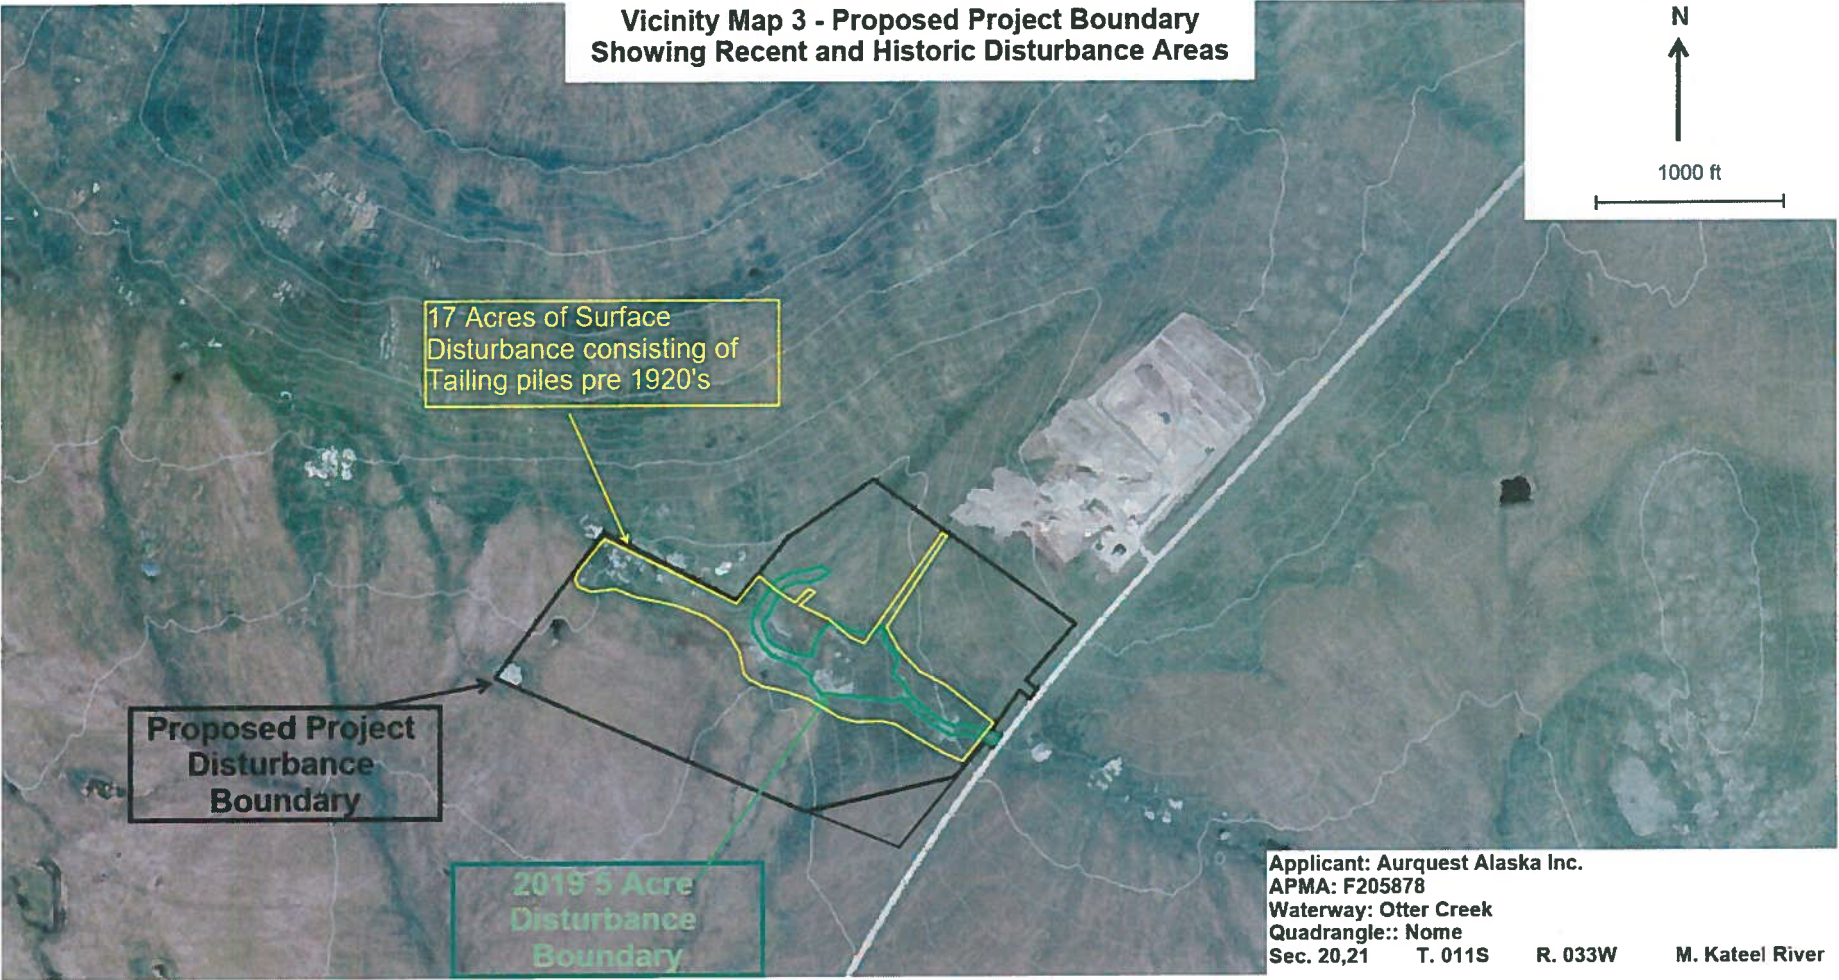 Vicinity Map 3 - Proposed Project Boundary
Showing Recent and Historic Disturbance Areas
N
1000 ft
17 Acres of Surface
Disturbance consisting of
Tailing piles pre 1920's
Proposed Project
Disturbance
Boundary
2019 5 Acre
Disturbance
Boundary
Applicant: Aurquest Alaska Inc.
APMA: F205878
Waterway: Otter Creek
Quadrangle:: Nome
Sec. 20,21 T. 011S R. 033W M. Kateel River